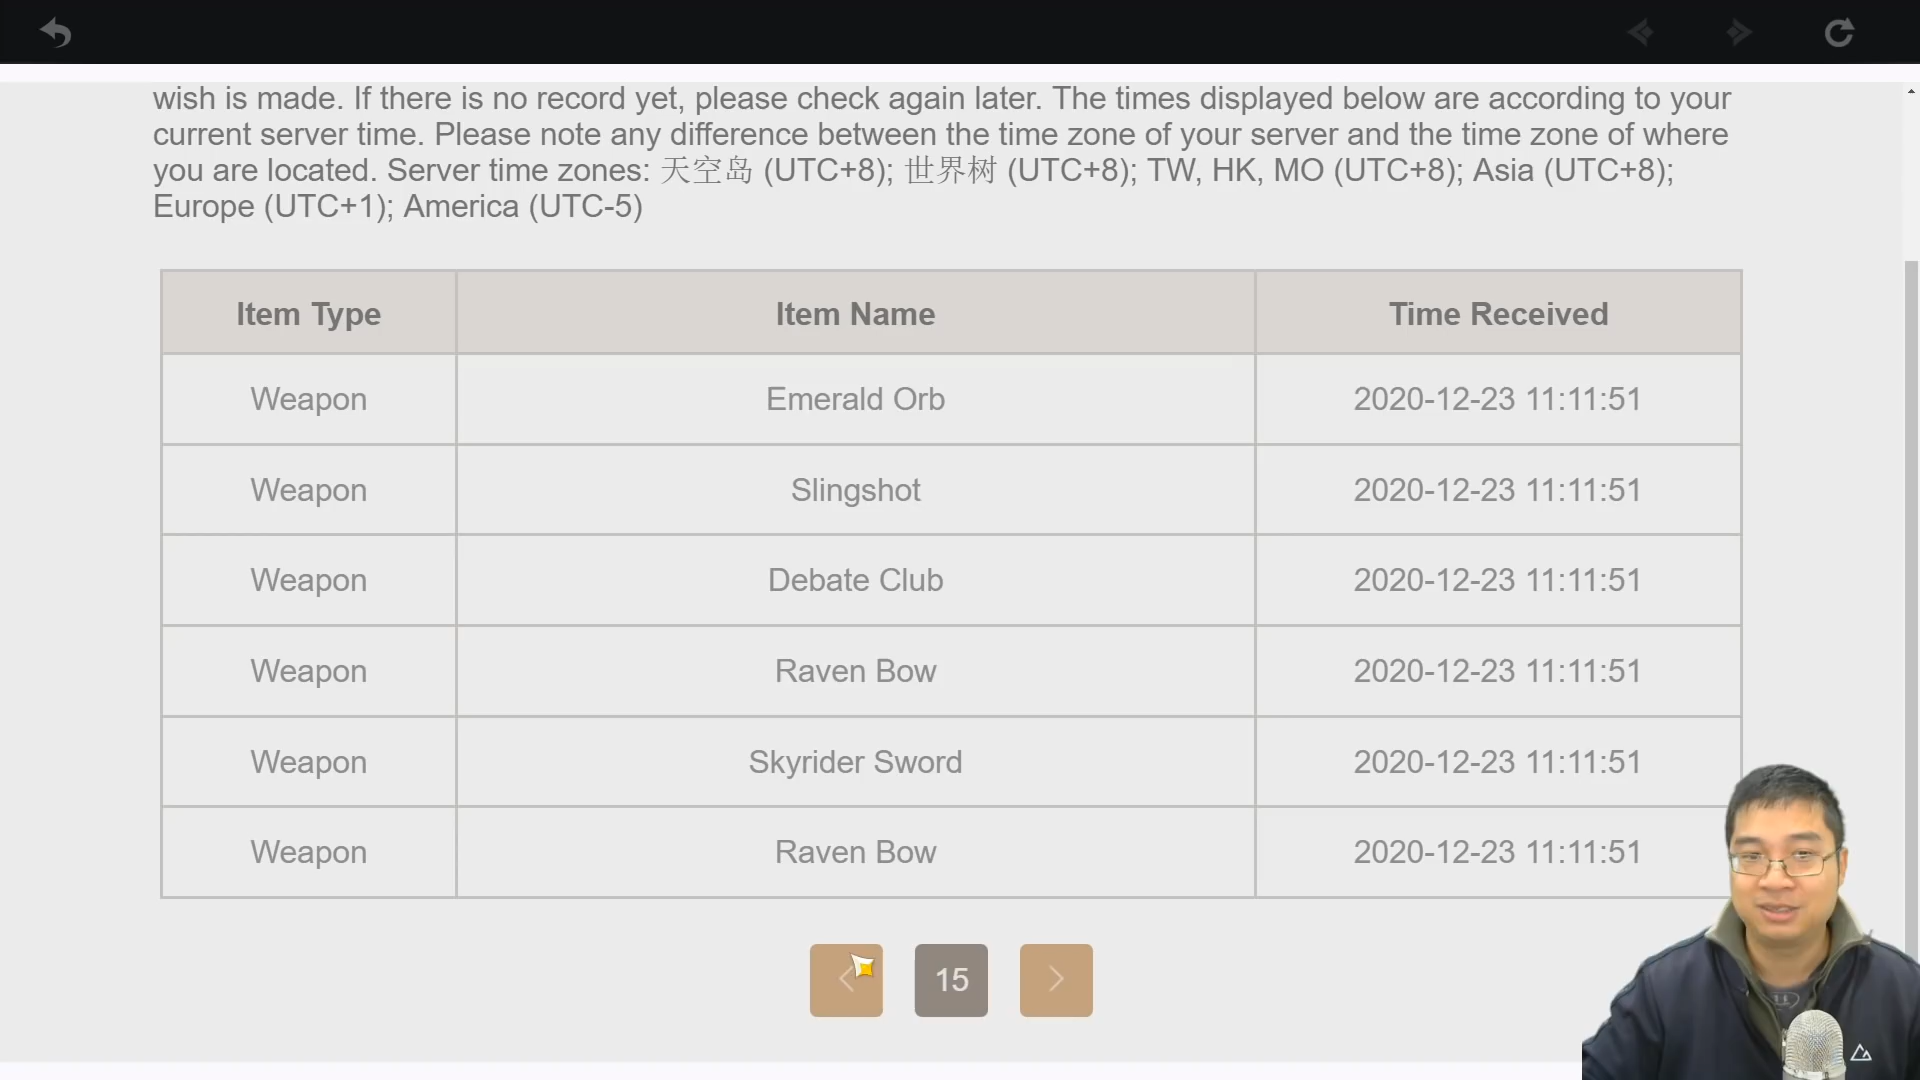 wish is made. If there is no record yet, please check again later. The times displayed below are according to your
current server time. Please note any difference between the time zone of your server and the time zone of where
you are located. Server time zones: 天空岛 (UTC+8); 世界树 (UTC+8); TW, HK, MO (UTC+8); Asia (UTC+8);
Europe (UTC+1); America (UTC-5)
Item Type Item Name Time Received
Weapon Emerald Orb 2020-12-23 11:11:51
Weapon Slingshot 2020-12-23 11:11:51
Weapon Debate Club 2020-12-23 11:11:51
Weapon Raven Bow 2020-12-23 11:11:51
Weapon Skyrider Sword 2020-12-23 11:11:51
Weapon Raven Bow 2020-12-23 11:11:51
15